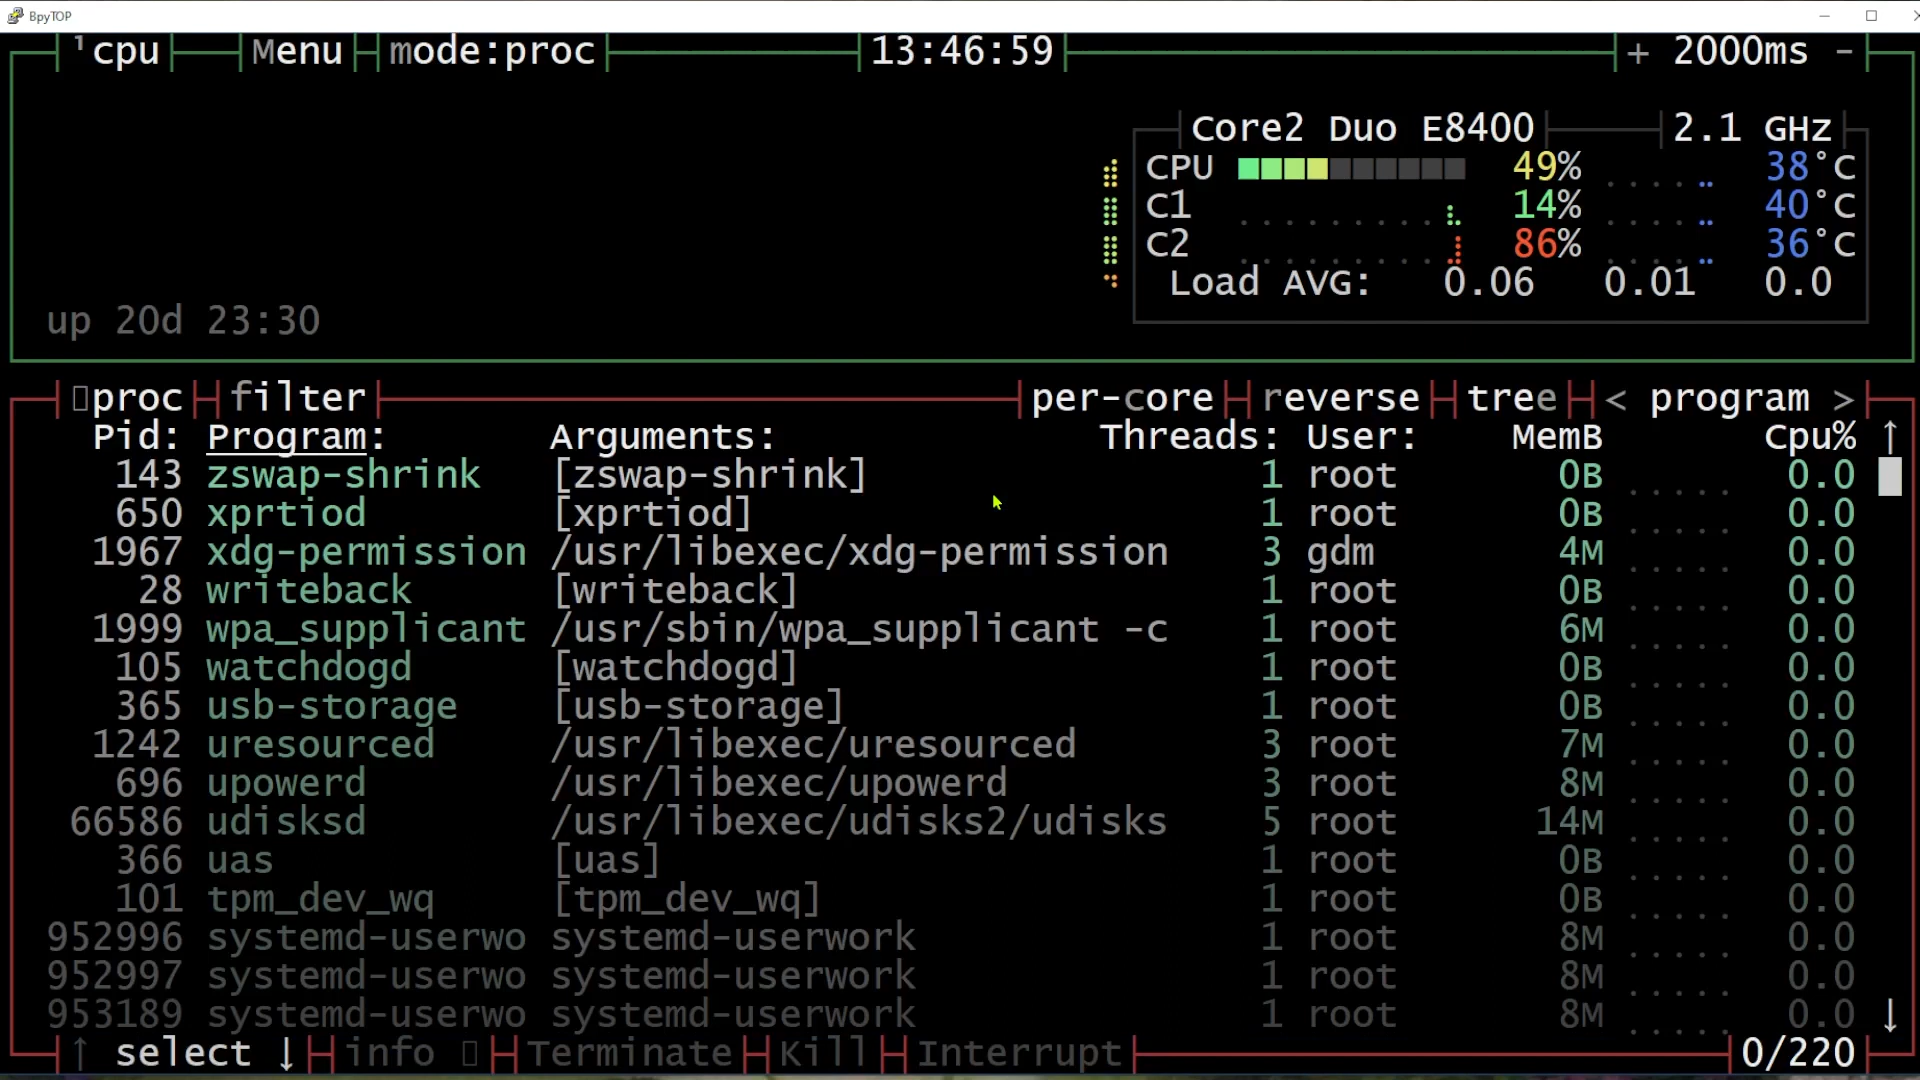 BpyTOP
¹cpu Menu mode:proc 13:46:59 + 2000ms -
Core2 Duo E8400 2.1 GHz
CPU 49% 38°C
C1 14% 40°C
C2 86% 36°C
Load AVG: 0.06 0.01 0.0
up 20d 23:30
proc filter per-core reverse tree < program >
Pid: Program: Arguments: Threads: User: MemB Cpu% ↑
143 zswap-shrink [zswap-shrink] 1 root 0B 0.0
650 xprtiod [xprtiod] 1 root 0B 0.0
1967 xdg-permission /usr/libexec/xdg-permission 3 gdm 4M 0.0
28 writeback [writeback] 1 root 0B 0.0
1999 wpa_supplicant /usr/sbin/wpa_supplicant -c 1 root 6M 0.0
105 watchdogd [watchdogd] 1 root 0B 0.0
365 usb-storage [usb-storage] 1 root 0B 0.0
1242 uresourced /usr/libexec/uresourced 3 root 7M 0.0
696 upowerd /usr/libexec/upowerd 3 root 8M 0.0
66586 udisksd /usr/libexec/udisks2/udisks 5 root 14M 0.0
366 uas [uas] 1 root 0B 0.0
101 tpm_dev_wq [tpm_dev_wq] 1 root 0B 0.0
952996 systemd-userwo systemd-userwork 1 root 8M 0.0
952997 systemd-userwo systemd-userwork 1 root 8M 0.0
953189 systemd-userwo systemd-userwork 1 root 8M 0.0 ↓
↑ select ↓ info Terminate Kill Interrupt 0/220